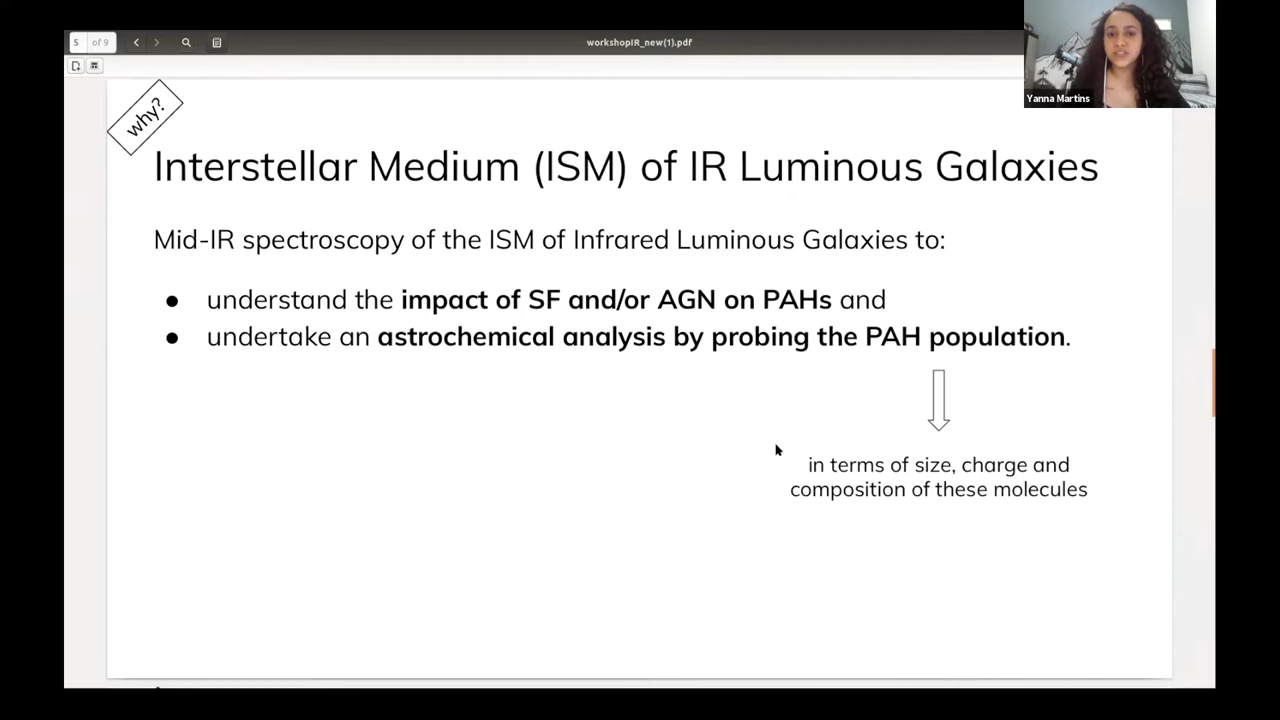 5 of 9
workshopIR_new(1).pdf
Yanna Martins
why?
Interstellar Medium (ISM) of IR Luminous Galaxies
Mid-IR spectroscopy of the ISM of Infrared Luminous Galaxies to:
● understand the impact of SF and/or AGN on PAHs and
● undertake an astrochemical analysis by probing the PAH population.
in terms of size, charge and
composition of these molecules